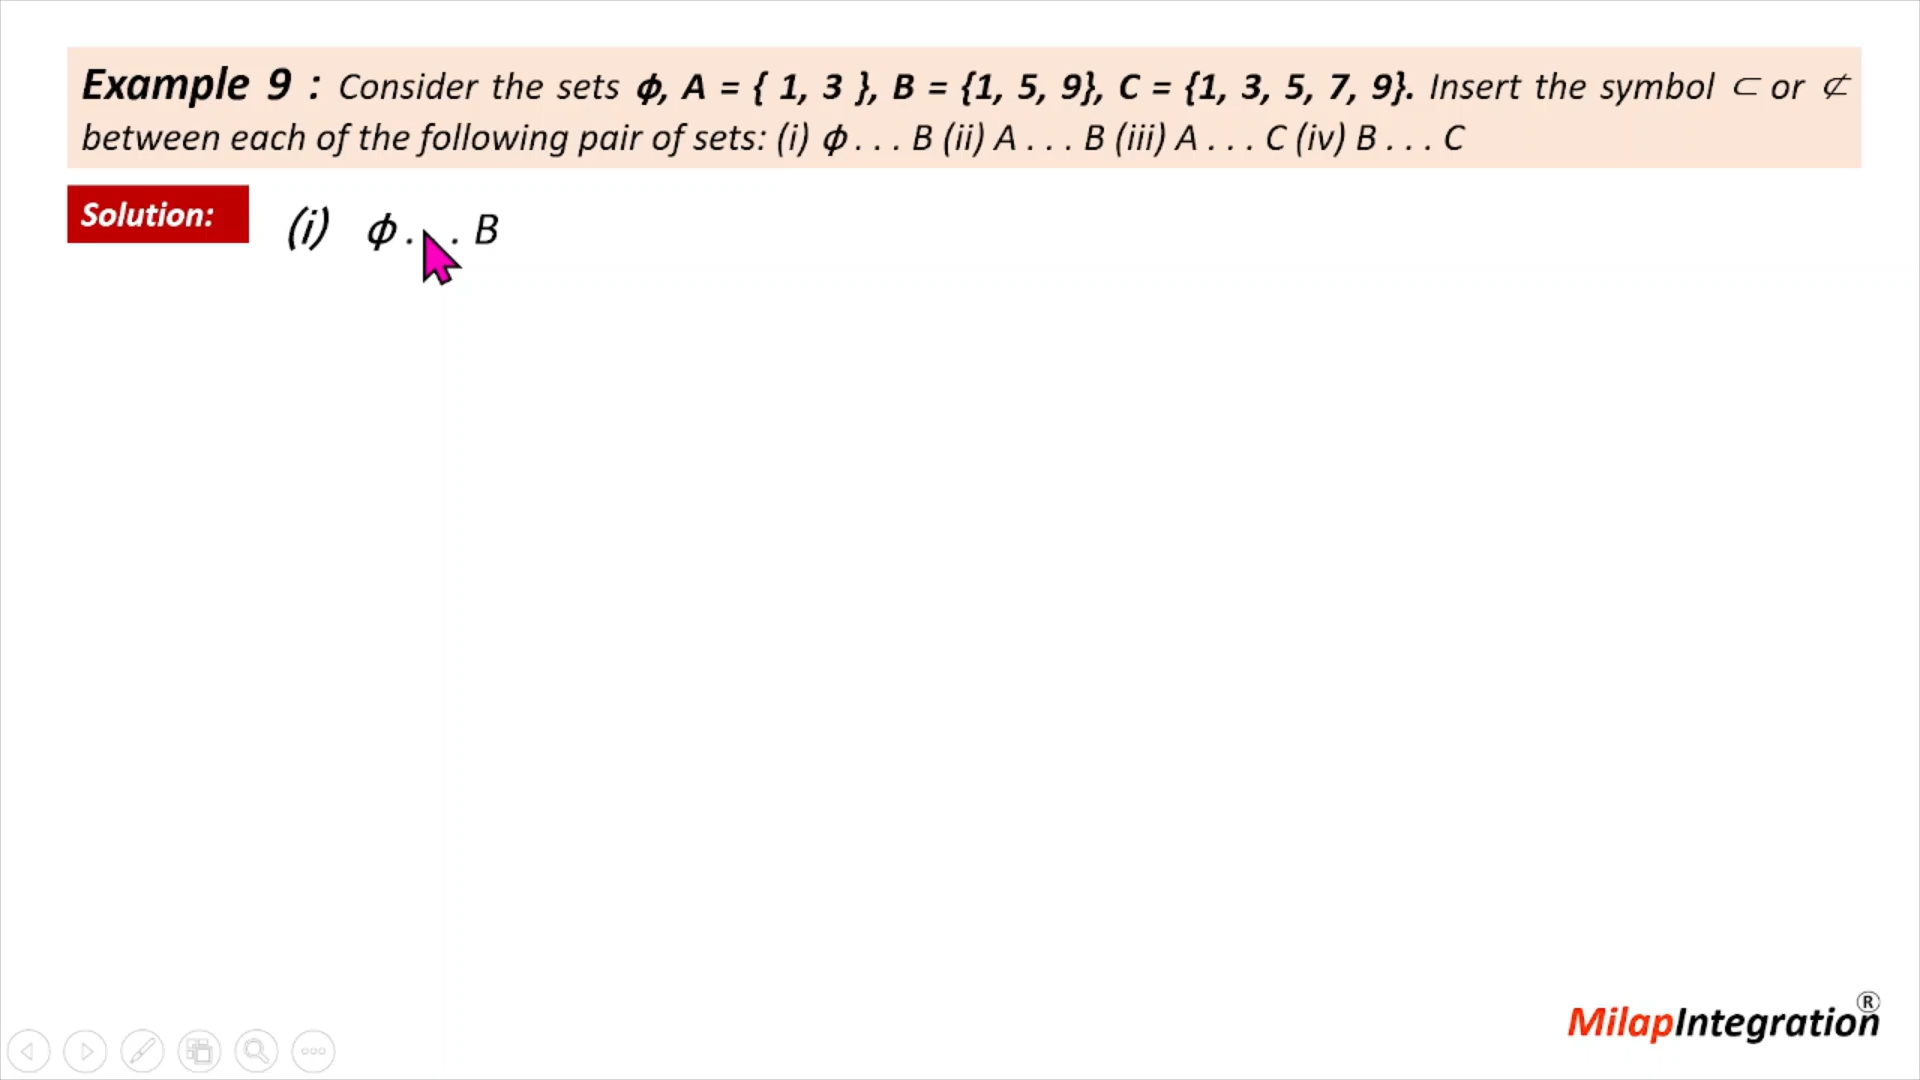 Example 9 : Consider the sets ϕ, A = { 1, 3 }, B = {1, 5, 9}, C = {1, 3, 5, 7, 9}. Insert the symbol ⊂ or ⊄
between each of the following pair of sets: (i) ϕ . . . B (ii) A . . . B (iii) A . . . C (iv) B . . . C
Solution: (i) ϕ . . . B
MilapIntegration®